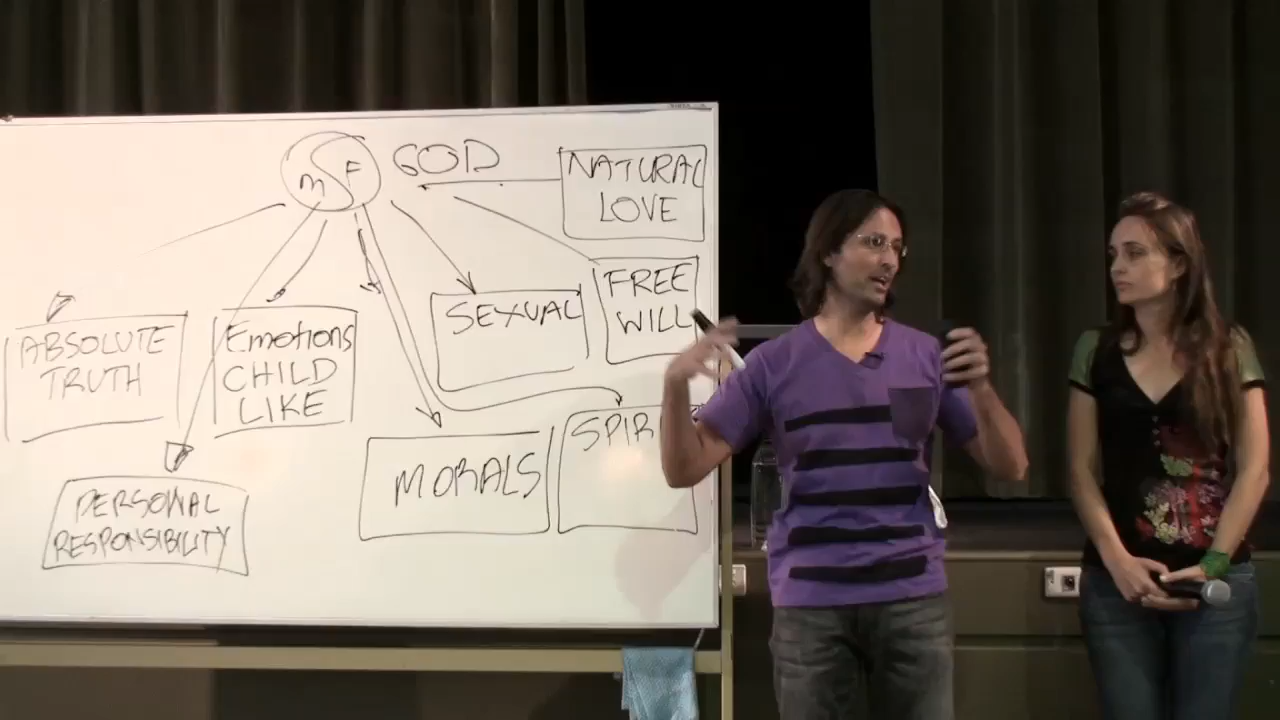 M F GOD
NATURAL
LOVE
FREE
WILL
SEXUAL
ABSOLUTE
TRUTH
Emotions
CHILD
LIKE
MORALS
PERSONAL
RESPONSIBILITY